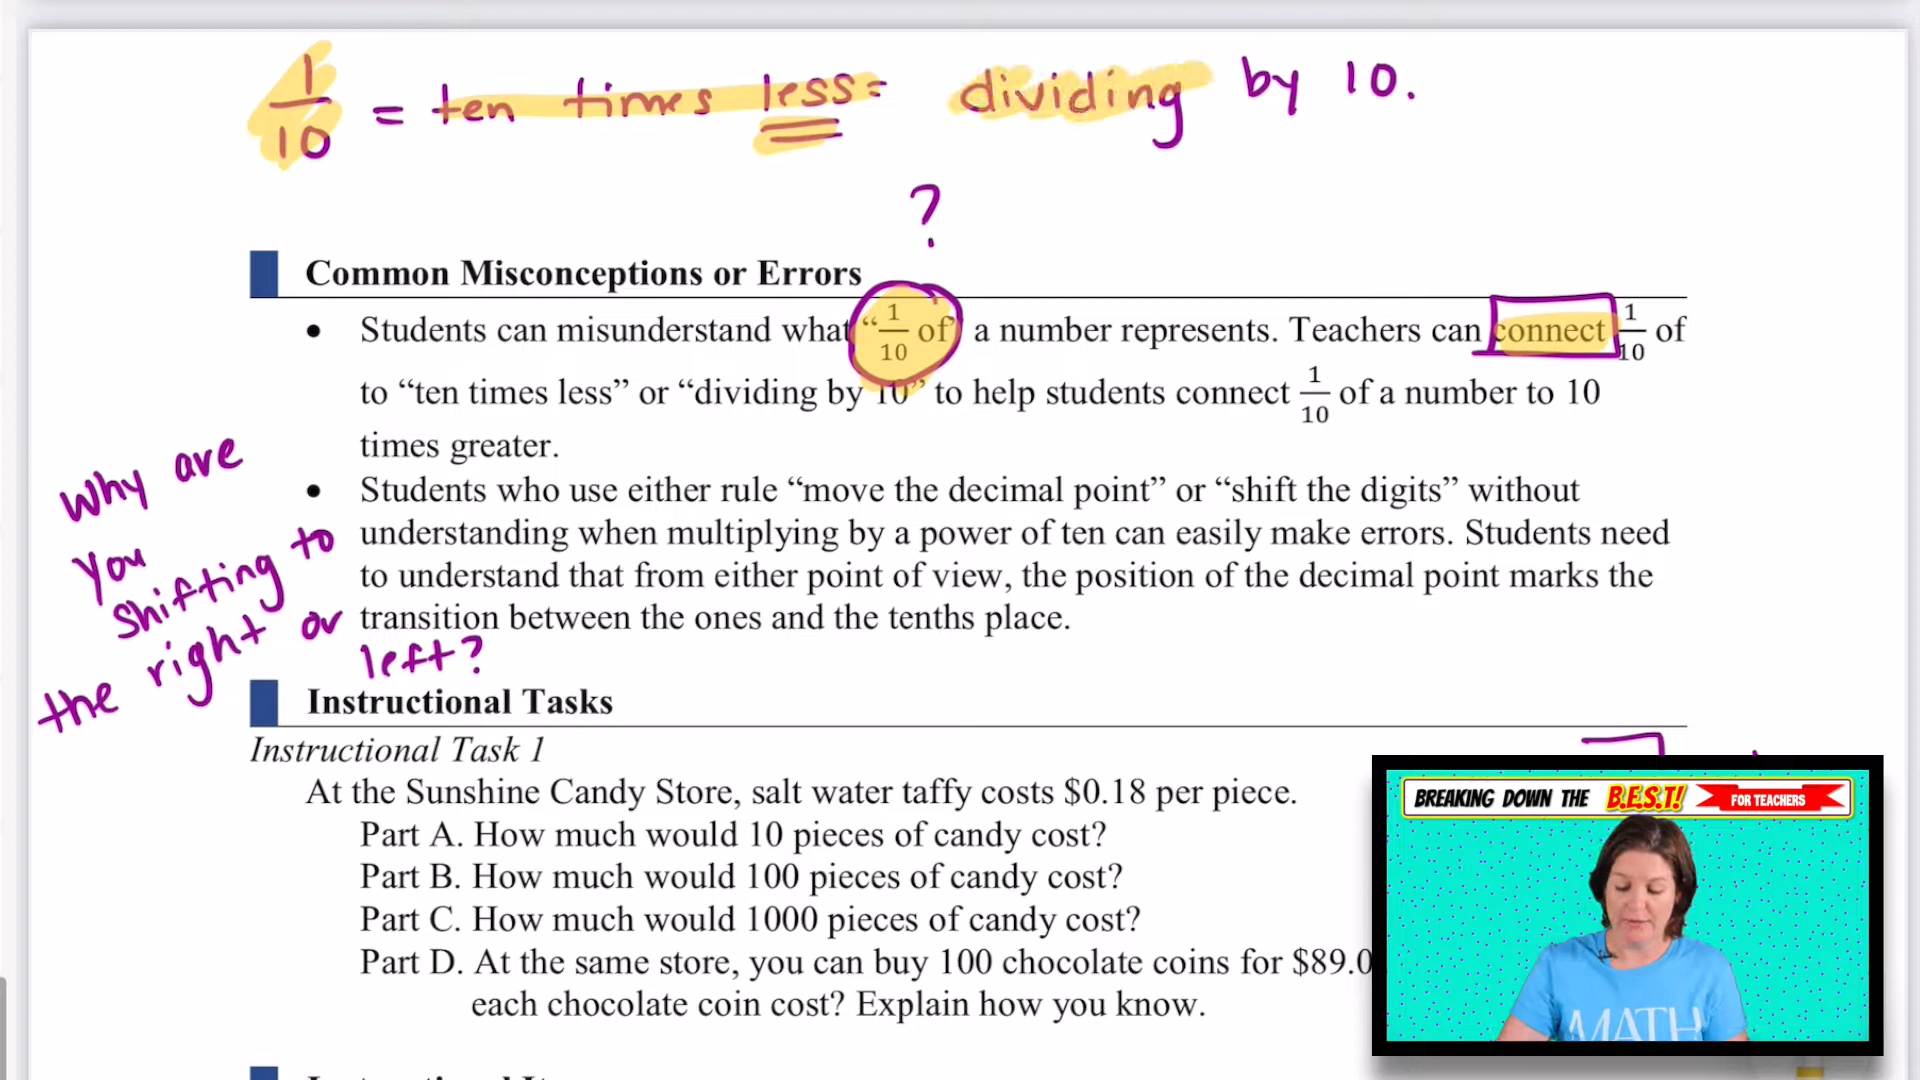 1/10 = ten times less = dividing by 10.
?
Common Misconceptions or Errors
• Students can misunderstand what “1/10 of” a number represents. Teachers can connect 1/10 of
to “ten times less” or “dividing by 10” to help students connect 1/10 of a number to 10
times greater.
• Students who use either rule “move the decimal point” or “shift the digits” without
understanding when multiplying by a power of ten can easily make errors. Students need
to understand that from either point of view, the position of the decimal point marks the
transition between the ones and the tenths place.
Why are
you
shifting to
the right or
left?
Instructional Tasks
Instructional Task 1
At the Sunshine Candy Store, salt water taffy costs $0.18 per piece.
Part A. How much would 10 pieces of candy cost?
Part B. How much would 100 pieces of candy cost?
Part C. How much would 1000 pieces of candy cost?
Part D. At the same store, you can buy 100 chocolate coins for $89.0
each chocolate coin cost? Explain how you know.
BREAKING DOWN THE B.E.S.T! FOR TEACHERS
MATH